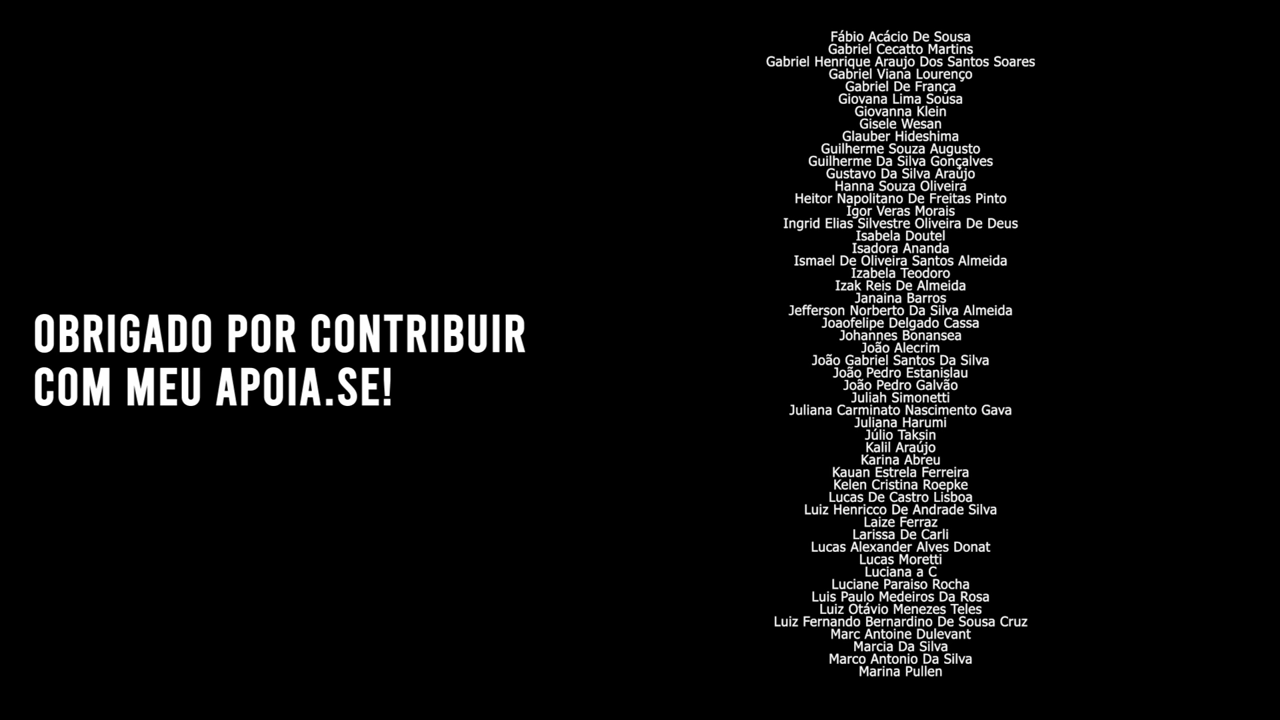 OBRIGADO POR CONTRIBUIR
COM MEU APOIA.SE!
Fábio Acácio De Sousa
Gabriel Cecatto Martins
Gabriel Henrique Araujo Dos Santos Soares
Gabriel Viana Lourenço
Gabriel De França
Giovana Lima Sousa
Giovanna Klein
Gisele Wesan
Glauber Hideshima
Guilherme Souza Augusto
Guilherme Da Silva Gonçalves
Gustavo Da Silva Araújo
Hanna Souza Oliveira
Heitor Napolitano De Freitas Pinto
Igor Veras Morais
Ingrid Elias Silvestre Oliveira De Deus
Isabela Doutel
Isadora Ananda
Ismael De Oliveira Santos Almeida
Izabela Teodoro
Izak Reis De Almeida
Janaina Barros
Jefferson Norberto Da Silva Almeida
Joaofelipe Delgado Cassa
Johannes Bonansea
João Alecrim
João Gabriel Santos Da Silva
João Pedro Estanislau
João Pedro Galvão
Juliah Simonetti
Juliana Carminato Nascimento Gava
Juliana Harumi
Júlio Taksin
Kalil Araújo
Karina Abreu
Kauan Estrela Ferreira
Kelen Cristina Roepke
Lucas De Castro Lisboa
Luiz Henricco De Andrade Silva
Laize Ferraz
Larissa De Carli
Lucas Alexander Alves Donat
Lucas Moretti
Luciana a C
Luciane Paraiso Rocha
Luis Paulo Medeiros Da Rosa
Luiz Otávio Menezes Teles
Luiz Fernando Bernardino De Sousa Cruz
Marc Antoine Dulevant
Marcia Da Silva
Marco Antonio Da Silva
Marina Pullen